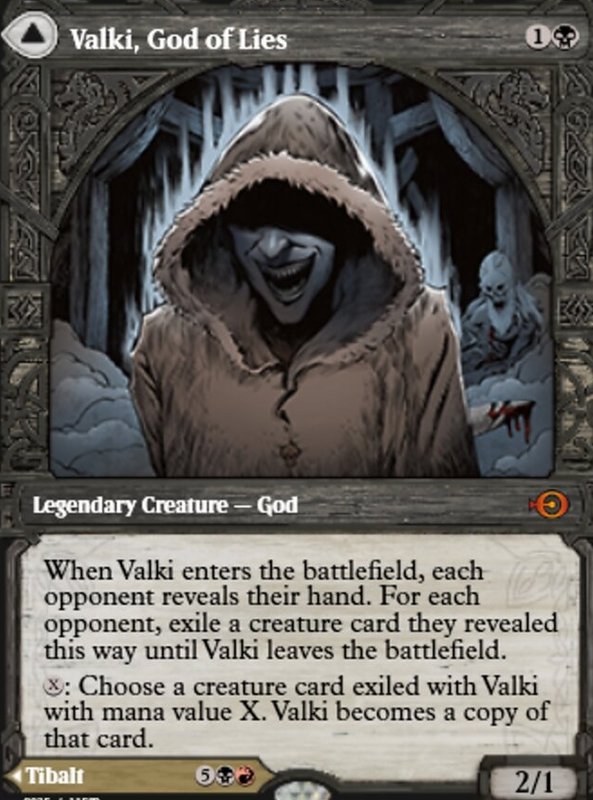 Valki, God of Lies 1
Legendary Creature — God
When Valki enters the battlefield, each
opponent reveals their hand. For each
opponent, exile a creature card they revealed
this way until Valki leaves the battlefield.
X: Choose a creature card exiled with Valki
with mana value X. Valki becomes a copy of
that card.
Tibalt 5
2/1